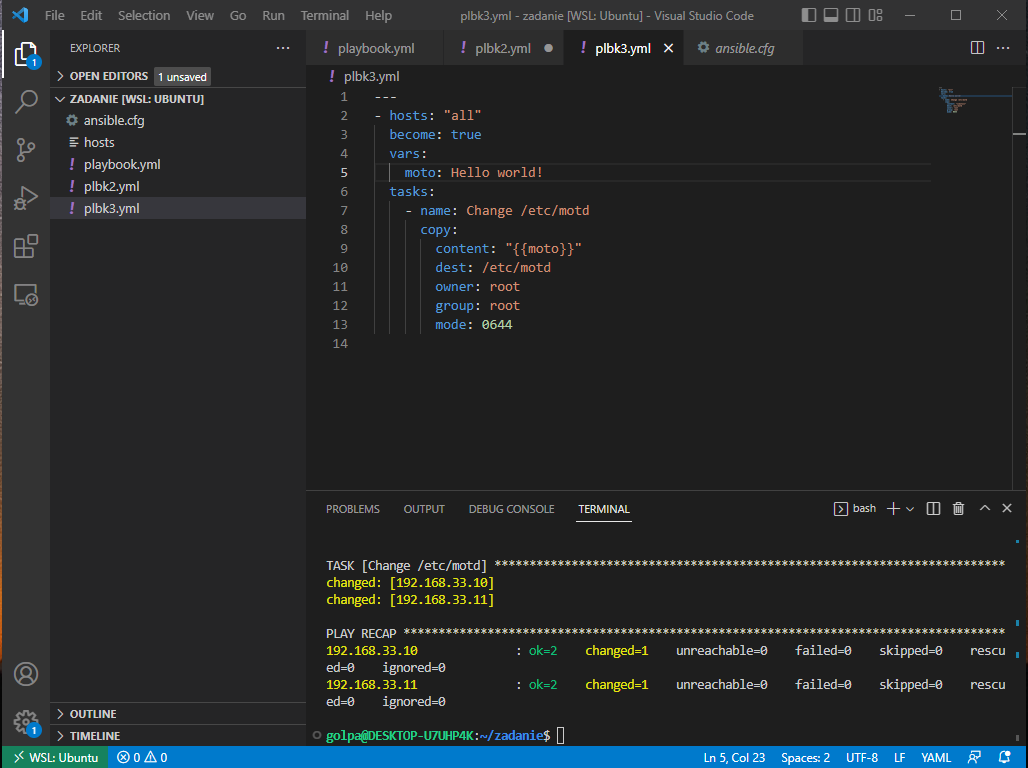 File Edit Selection View Go Run Terminal Help plbk3.yml - zadanie [WSL: Ubuntu] - Visual Studio Code
EXPLORER ···
OPEN EDITORS 1 unsaved
ZADANIE [WSL: UBUNTU]
ansible.cfg
hosts
! playbook.yml
! plbk2.yml
! plbk3.yml
OUTLINE
TIMELINE
1
1
! playbook.yml ! plbk2.yml ● ! plbk3.yml × ansible.cfg ···
! plbk3.yml
1 ---
2 - hosts: "all"
3 become: true
4 vars:
5 moto: Hello world!
6 tasks:
7 - name: Change /etc/motd
8 copy:
9 content: "{{moto}}"
10 dest: /etc/motd
11 owner: root
12 group: root
13 mode: 0644
14
PROBLEMS OUTPUT DEBUG CONSOLE TERMINAL bash
TASK [Change /etc/motd] *************************************************************************
changed: [192.168.33.10]
changed: [192.168.33.11]
PLAY RECAP **************************************************************************************
192.168.33.10 : ok=2 changed=1 unreachable=0 failed=0 skipped=0 rescu
ed=0 ignored=0
192.168.33.11 : ok=2 changed=1 unreachable=0 failed=0 skipped=0 rescu
ed=0 ignored=0
golpa@DESKTOP-U7UHP4K:~/zadanie$
WSL: Ubuntu 0 0 Ln 5, Col 23 Spaces: 2 UTF-8 LF YAML